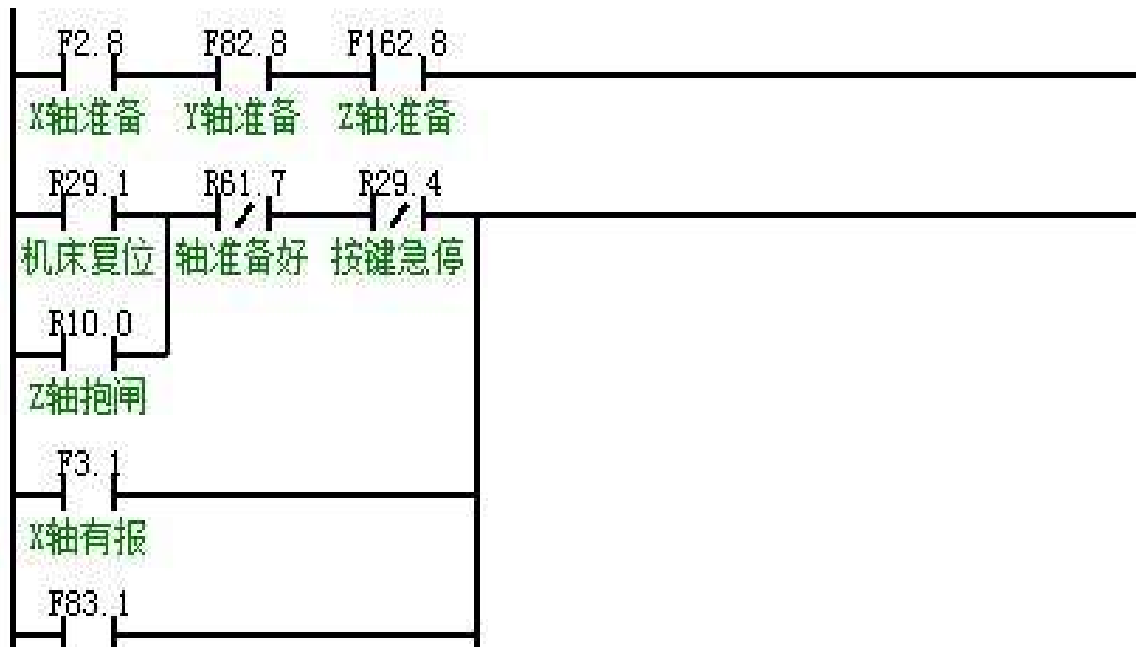 F2.8 F82.8 F162.8
X轴准备 Y轴准备 Z轴准备
R29.1 R61.7 R29.4
机床复位 轴准备好 按键急停
R10.0
Z轴抱闸
F3.1
X轴有报
F83.1